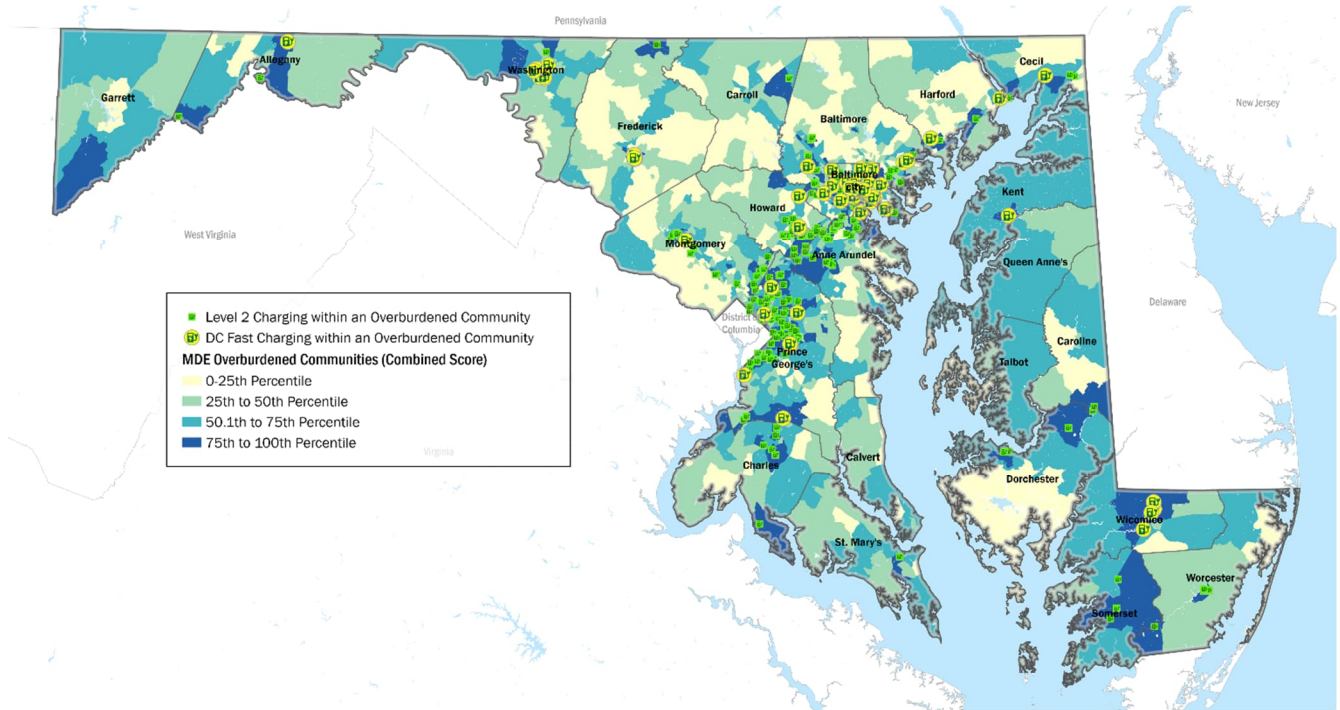 Pennsylvania
Allegany
Garrett
Washington
Frederick
Carroll
Baltimore
Harford
Cecil
New Jersey
Baltimore
city
Kent
Howard
West Virginia
Montgomery
Anne Arundel
Queen Anne's
Delaware
District of
Columbia
Prince
George's
Talbot
Caroline
Level 2 Charging within an Overburdened Community
DC Fast Charging within an Overburdened Community
MDE Overburdened Communities (Combined Score)
0-25th Percentile
25th to 50th Percentile
50.1th to 75th Percentile
75th to 100th Percentile
Virginia
Charles
Calvert
Dorchester
Wicomico
St. Mary's
Worcester
Somerset